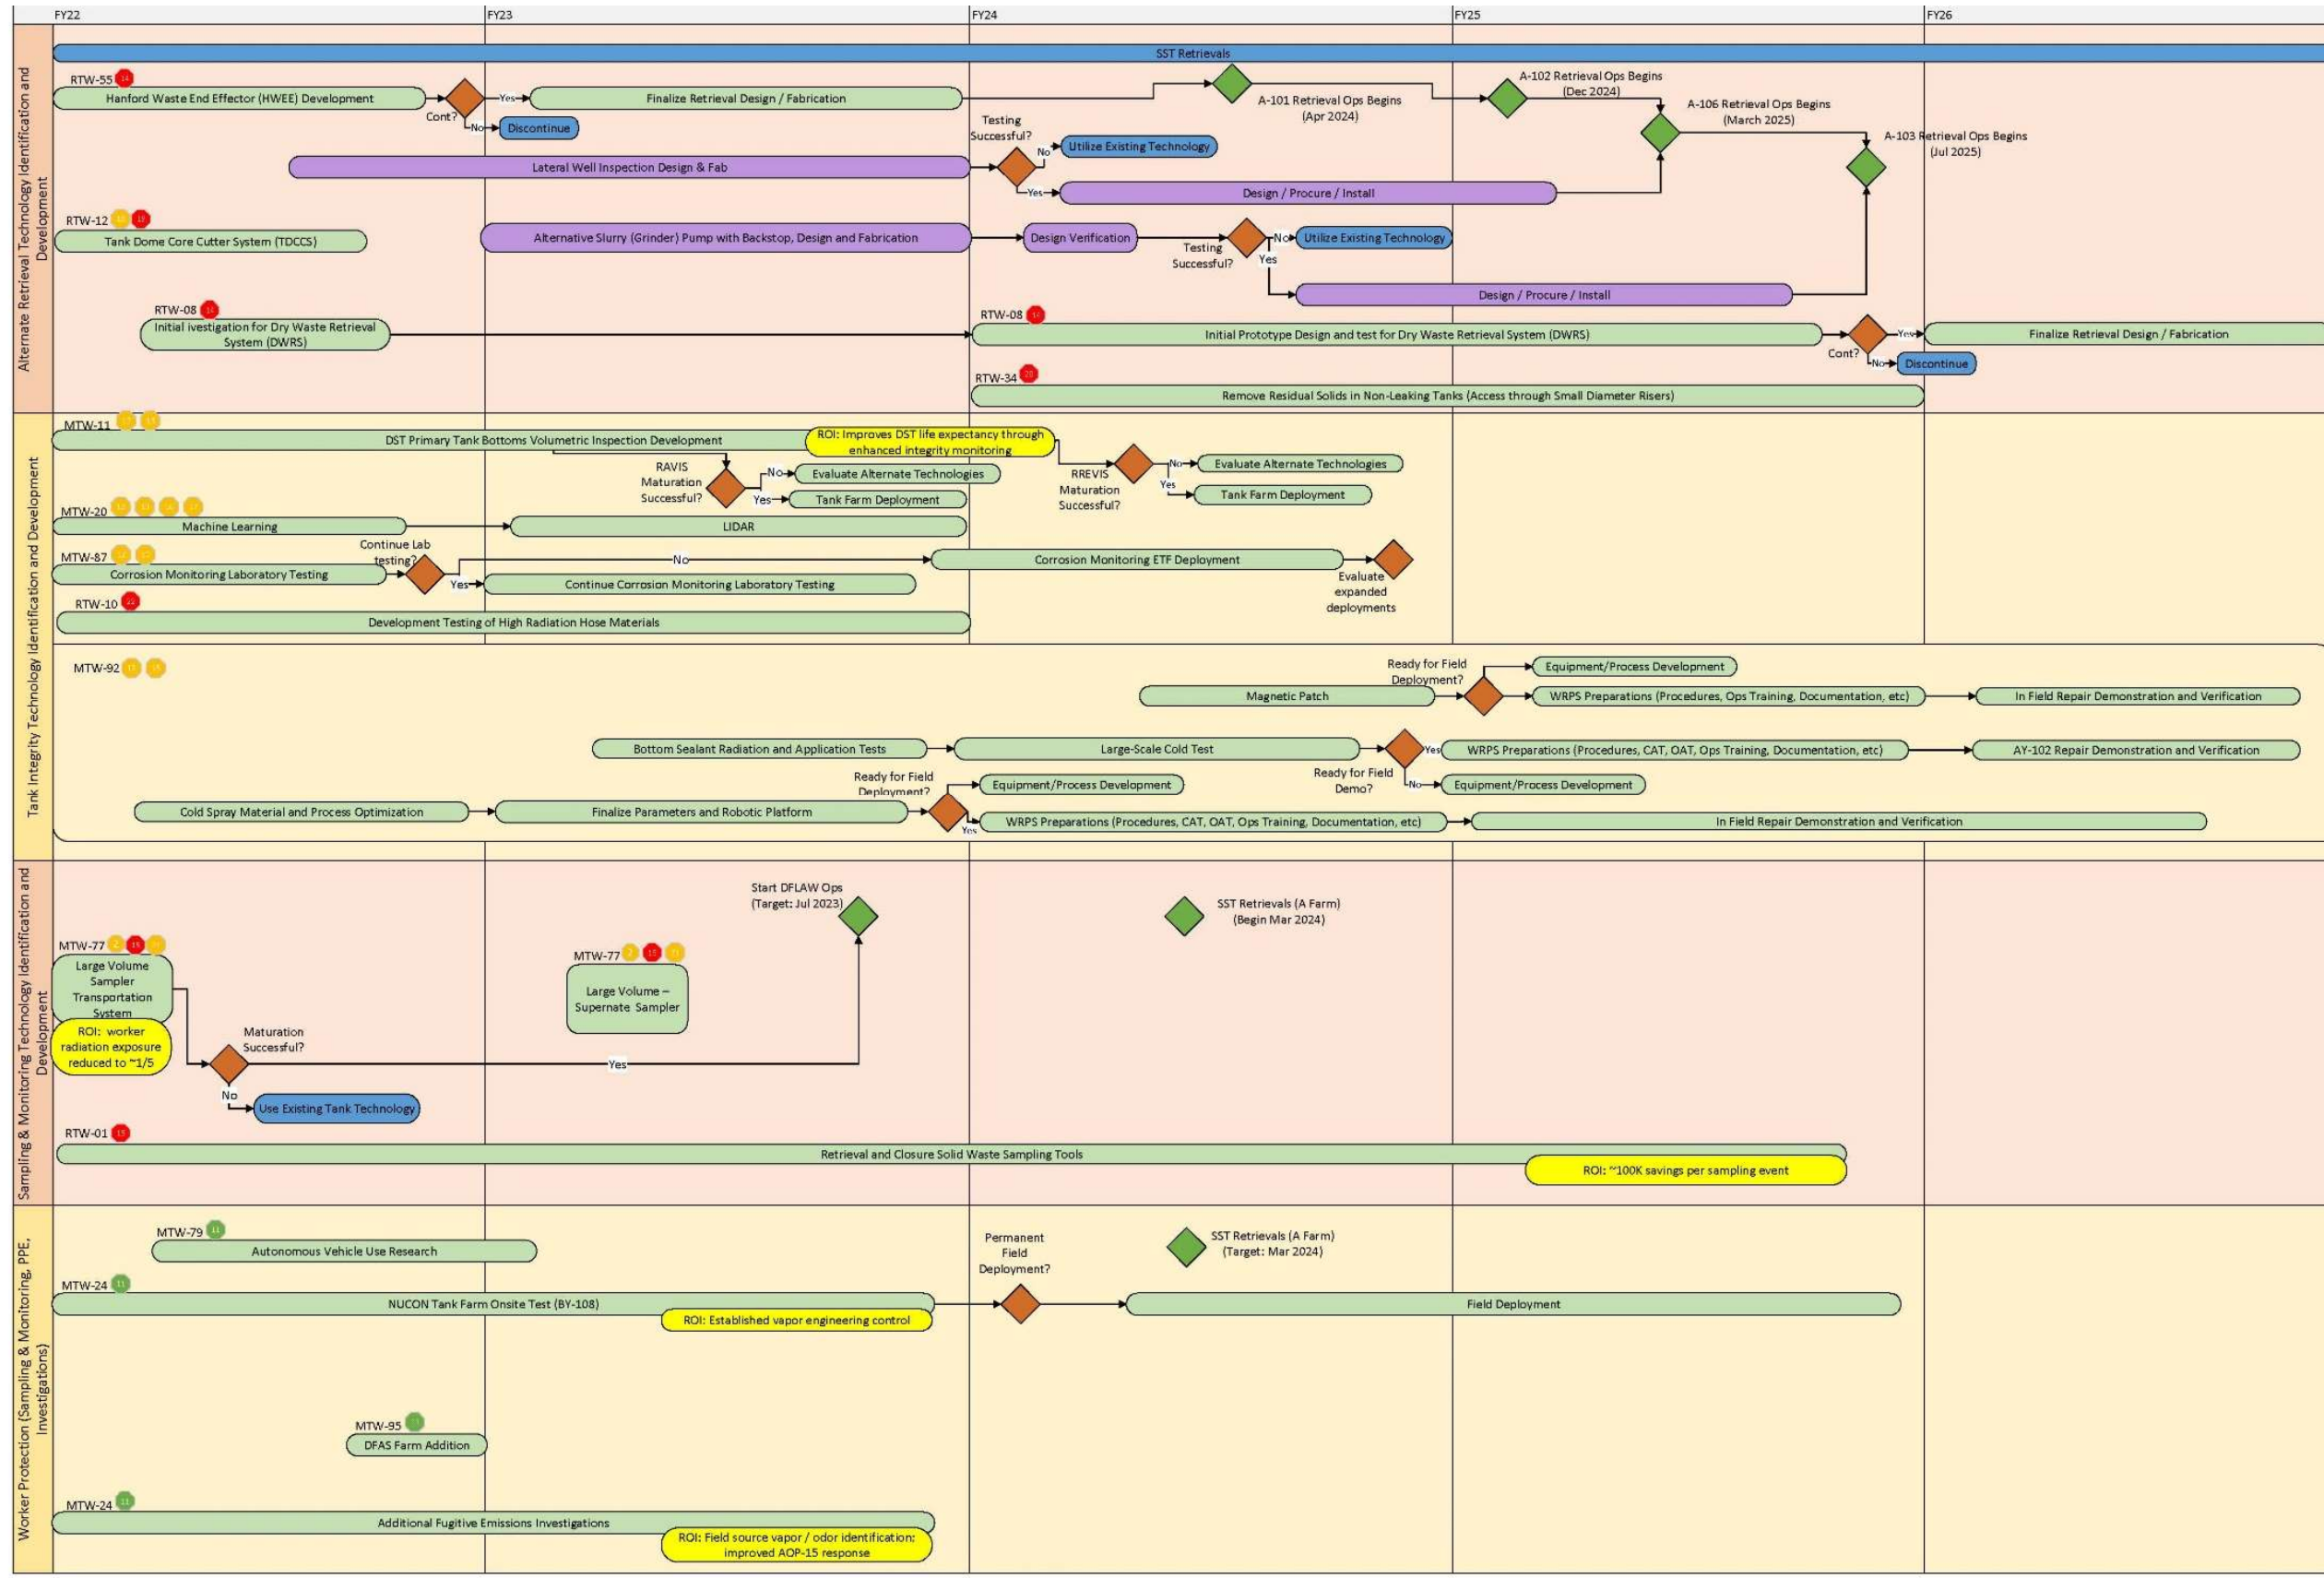 FY22
FY23
FY24
FY25
FY26
Alternate Retrieval Technology Identification and
Development
SST Retrievals
RTW-55
14
Hanford Waste End Effector (HWEE) Development
Cont?
Yes
No
Finalize Retrieval Design / Fabrication
Discontinue
A-101 Retrieval Ops Begins
(Apr 2024)
A-102 Retrieval Ops Begins
(Dec 2024)
A-106 Retrieval Ops Begins
(March 2025)
A-103 Retrieval Ops Begins
(Jul 2025)
Lateral Well Inspection Design & Fab
Testing
Successful?
No
Utilize Existing Technology
Yes
Design / Procure / Install
RTW-12
Tank Dome Core Cutter System (TDCCS)
Alternative Slurry (Grinder) Pump with Backstop, Design and Fabrication
Design Verification
Testing
Successful?
No
Utilize Existing Technology
Yes
Design / Procure / Install
RTW-08
14
Initial ivestigation for Dry Waste Retrieval
System (DWRS)
RTW-08
14
Initial Prototype Design and test for Dry Waste Retrieval System (DWRS)
Cont?
Yes
No
Finalize Retrieval Design / Fabrication
Discontinue
RTW-34
20
Remove Residual Solids in Non-Leaking Tanks (Access through Small Diameter Risers)
Tank Integrity Technology Identification and Development
MTW-11
DST Primary Tank Bottoms Volumetric Inspection Development
ROI: Improves DST life expectancy through
enhanced integrity monitoring
RAVIS
Maturation
Successful?
No
Evaluate Alternate Technologies
Yes
Tank Farm Deployment
RREVIS
Maturation
Successful?
No
Evaluate Alternate Technologies
Yes
Tank Farm Deployment
MTW-20
Machine Learning
LIDAR
MTW-87
Corrosion Monitoring Laboratory Testing
Continue Lab
testing?
No
Yes
Continue Corrosion Monitoring Laboratory Testing
Corrosion Monitoring ETF Deployment
Evaluate
expanded
deployments
RTW-10
Development Testing of High Radiation Hose Materials
MTW-92
Magnetic Patch
Ready for Field
Deployment?
Equipment/Process Development
WRPS Preparations (Procedures, Ops Training, Documentation, etc)
In Field Repair Demonstration and Verification
Bottom Sealant Radiation and Application Tests
Large-Scale Cold Test
Ready for Field
Demo?
Yes
WRPS Preparations (Procedures, CAT, OAT, Ops Training, Documentation, etc)
AY-102 Repair Demonstration and Verification
No
Equipment/Process Development
Cold Spray Material and Process Optimization
Finalize Parameters and Robotic Platform
Ready for Field
Deployment?
Equipment/Process Development
Yes
WRPS Preparations (Procedures, CAT, OAT, Ops Training, Documentation, etc)
In Field Repair Demonstration and Verification
Sampling & Monitoring Technology Identification and
Development
Start DFLAW Ops
(Target: Jul 2023)
SST Retrievals (A Farm)
(Begin Mar 2024)
MTW-77
2
15
Large Volume
Sampler
Transportation
System
ROI: worker
radiation exposure
reduced to ~1/5
Maturation
Successful?
Yes
No
Use Existing Tank Technology
MTW-77
2
15
Large Volume –
Supernate Sampler
RTW-01
15
Retrieval and Closure Solid Waste Sampling Tools
ROI: ~100K savings per sampling event
Worker Protection (Sampling & Monitoring, PPE,
Investigations)
MTW-79
11
Autonomous Vehicle Use Research
SST Retrievals (A Farm)
(Target: Mar 2024)
MTW-24
11
NUCON Tank Farm Onsite Test (BY-108)
ROI: Established vapor engineering control
Permanent
Field
Deployment?
Field Deployment
MTW-95
DFAS Farm Addition
MTW-24
11
Additional Fugitive Emissions Investigations
ROI: Field source vapor / odor identification;
improved AOP-15 response